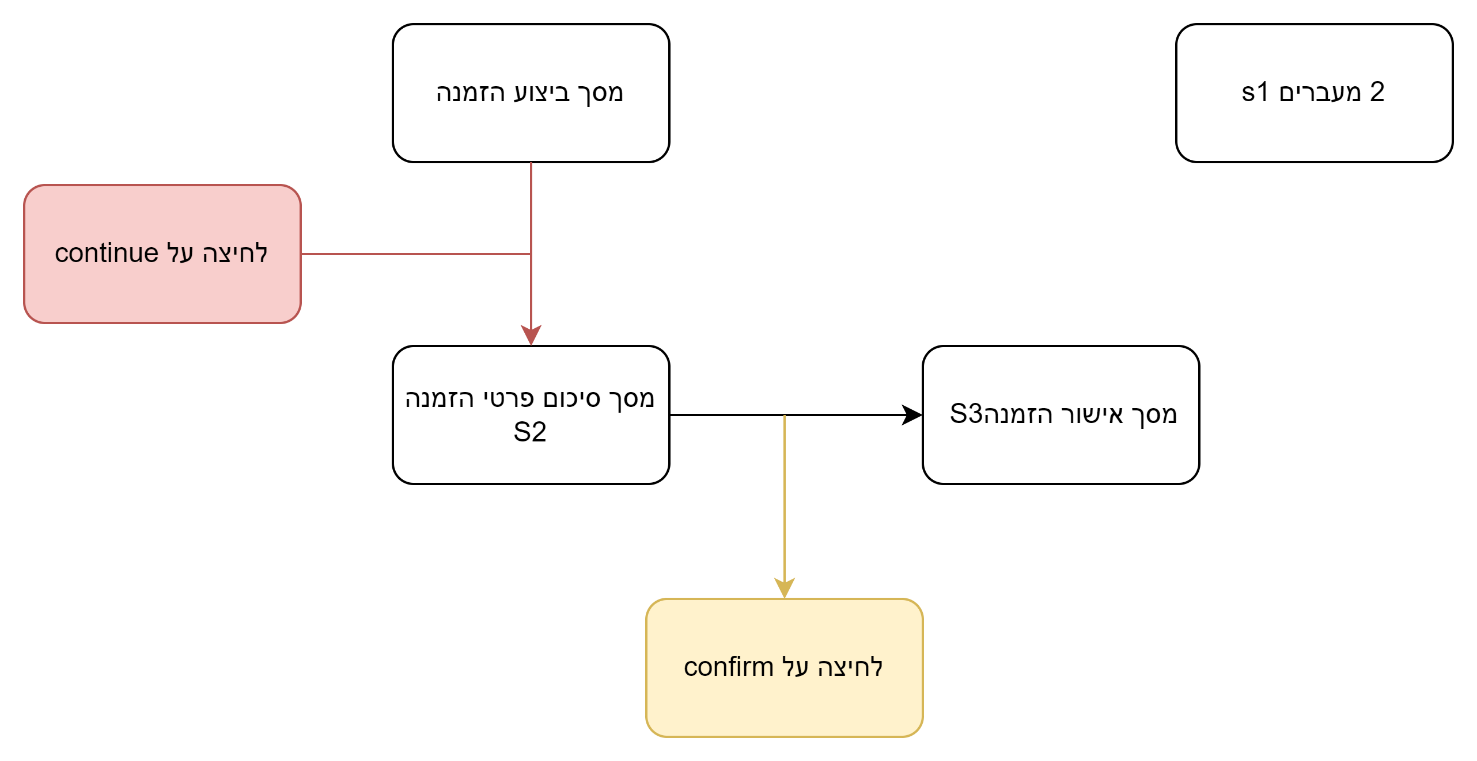 מסך ביצוע הזמנה
2 מעברים s1
לחיצה על continue
מסך סיכום פרטי הזמנה
S2
מסך אישור הזמנהS3
לחיצה על confirm